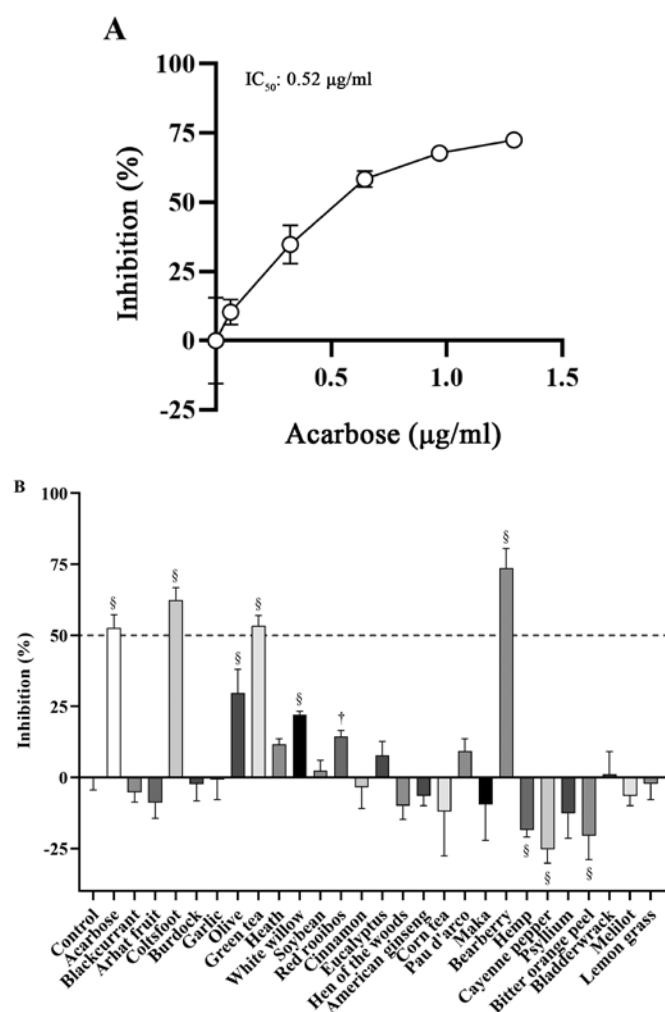 A
IC50: 0.52 µg/ml
100
75
50
25
0
-25
Inhibition (%)
0.5
1.0
1.5
Acarbose (µg/ml)
B
100
75
50
25
0
-25
Inhibition (%)
§
§
§
§
§
†
§
§
§
§
Control
Acarbose
Blackcurrant
Arhat fruit
Coltsfoot
Burdock
Garlic
Olive
Green tea
Heath
White willow
Soybean
Red rooibos
Cinnamon
Eucalyptus
Hen of the woods
American ginseng
Corn tea
Pau d'arco
Maka
Bearberry
Hemp
Cayenne pepper
Psyllium
Bitter orange peel
Bladderwrack
Melilot
Lemon grass